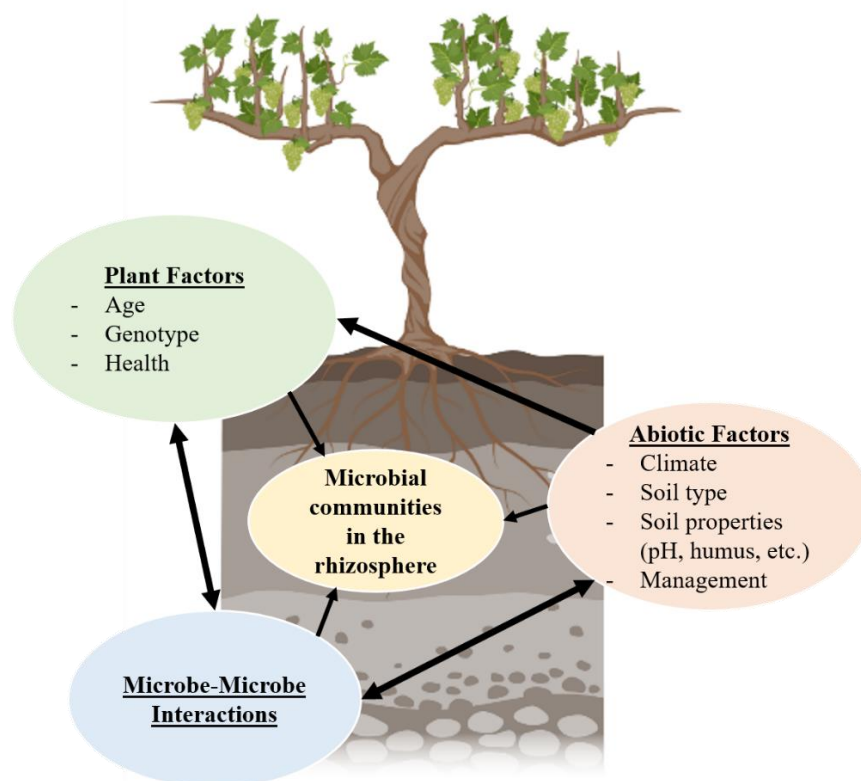 Plant Factors
- Age
- Genotype
- Health
Abiotic Factors
- Climate
- Soil type
- Soil properties
(pH, humus, etc.)
- Management
Microbial
communities
in the
rhizosphere
Microbe-Microbe
Interactions